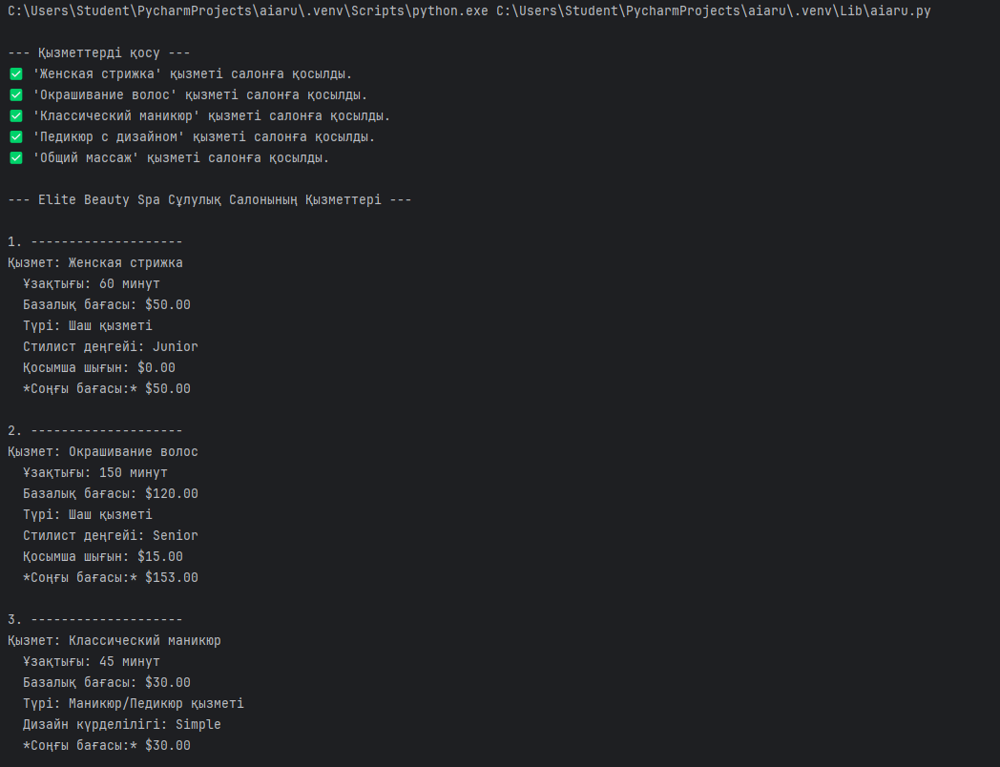 C:\Users\Student\PycharmProjects\aiaru\.venv\Scripts\python.exe C:\Users\Student\PycharmProjects\aiaru\.venv\Lib\aiaru.py
--- Қызметтерді қосу ---
✅ 'Женская стрижка' қызметі салонға қосылды.
✅ 'Окрашивание волос' қызметі салонға қосылды.
✅ 'Классический маникюр' қызметі салонға қосылды.
✅ 'Педикюр с дизайном' қызметі салонға қосылды.
✅ 'Общий массаж' қызметі салонға қосылды.
--- Elite Beauty Spa Сұлулық Салонының Қызметтері ---
1. --------------------
Қызмет: Женская стрижка
Ұзақтығы: 60 минут
Базалық бағасы: $50.00
Түрі: Шаш қызметі
Стилист деңгейі: Junior
Қосымша шығын: $0.00
*Соңғы бағасы:* $50.00
2. --------------------
Қызмет: Окрашивание волос
Ұзақтығы: 150 минут
Базалық бағасы: $120.00
Түрі: Шаш қызметі
Стилист деңгейі: Senior
Қосымша шығын: $15.00
*Соңғы бағасы:* $153.00
3. --------------------
Қызмет: Классический маникюр
Ұзақтығы: 45 минут
Базалық бағасы: $30.00
Түрі: Маникюр/Педикюр қызметі
Дизайн күрделілігі: Simple
*Соңғы бағасы:* $30.00